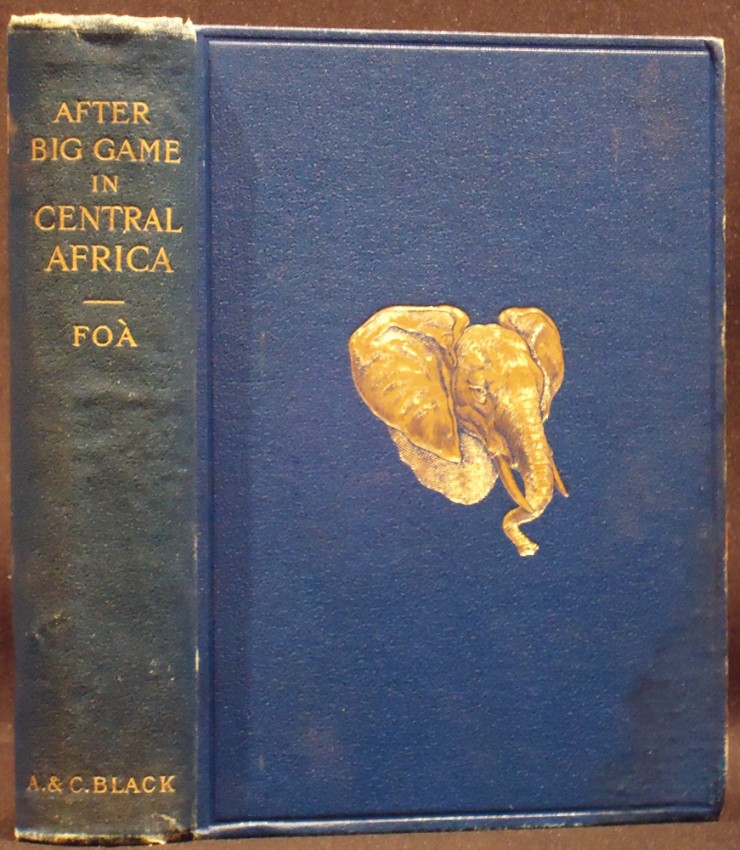 AFTER
BIG GAME
IN
CENTRAL
AFRICA
FOÀ
A. & C. BLACK